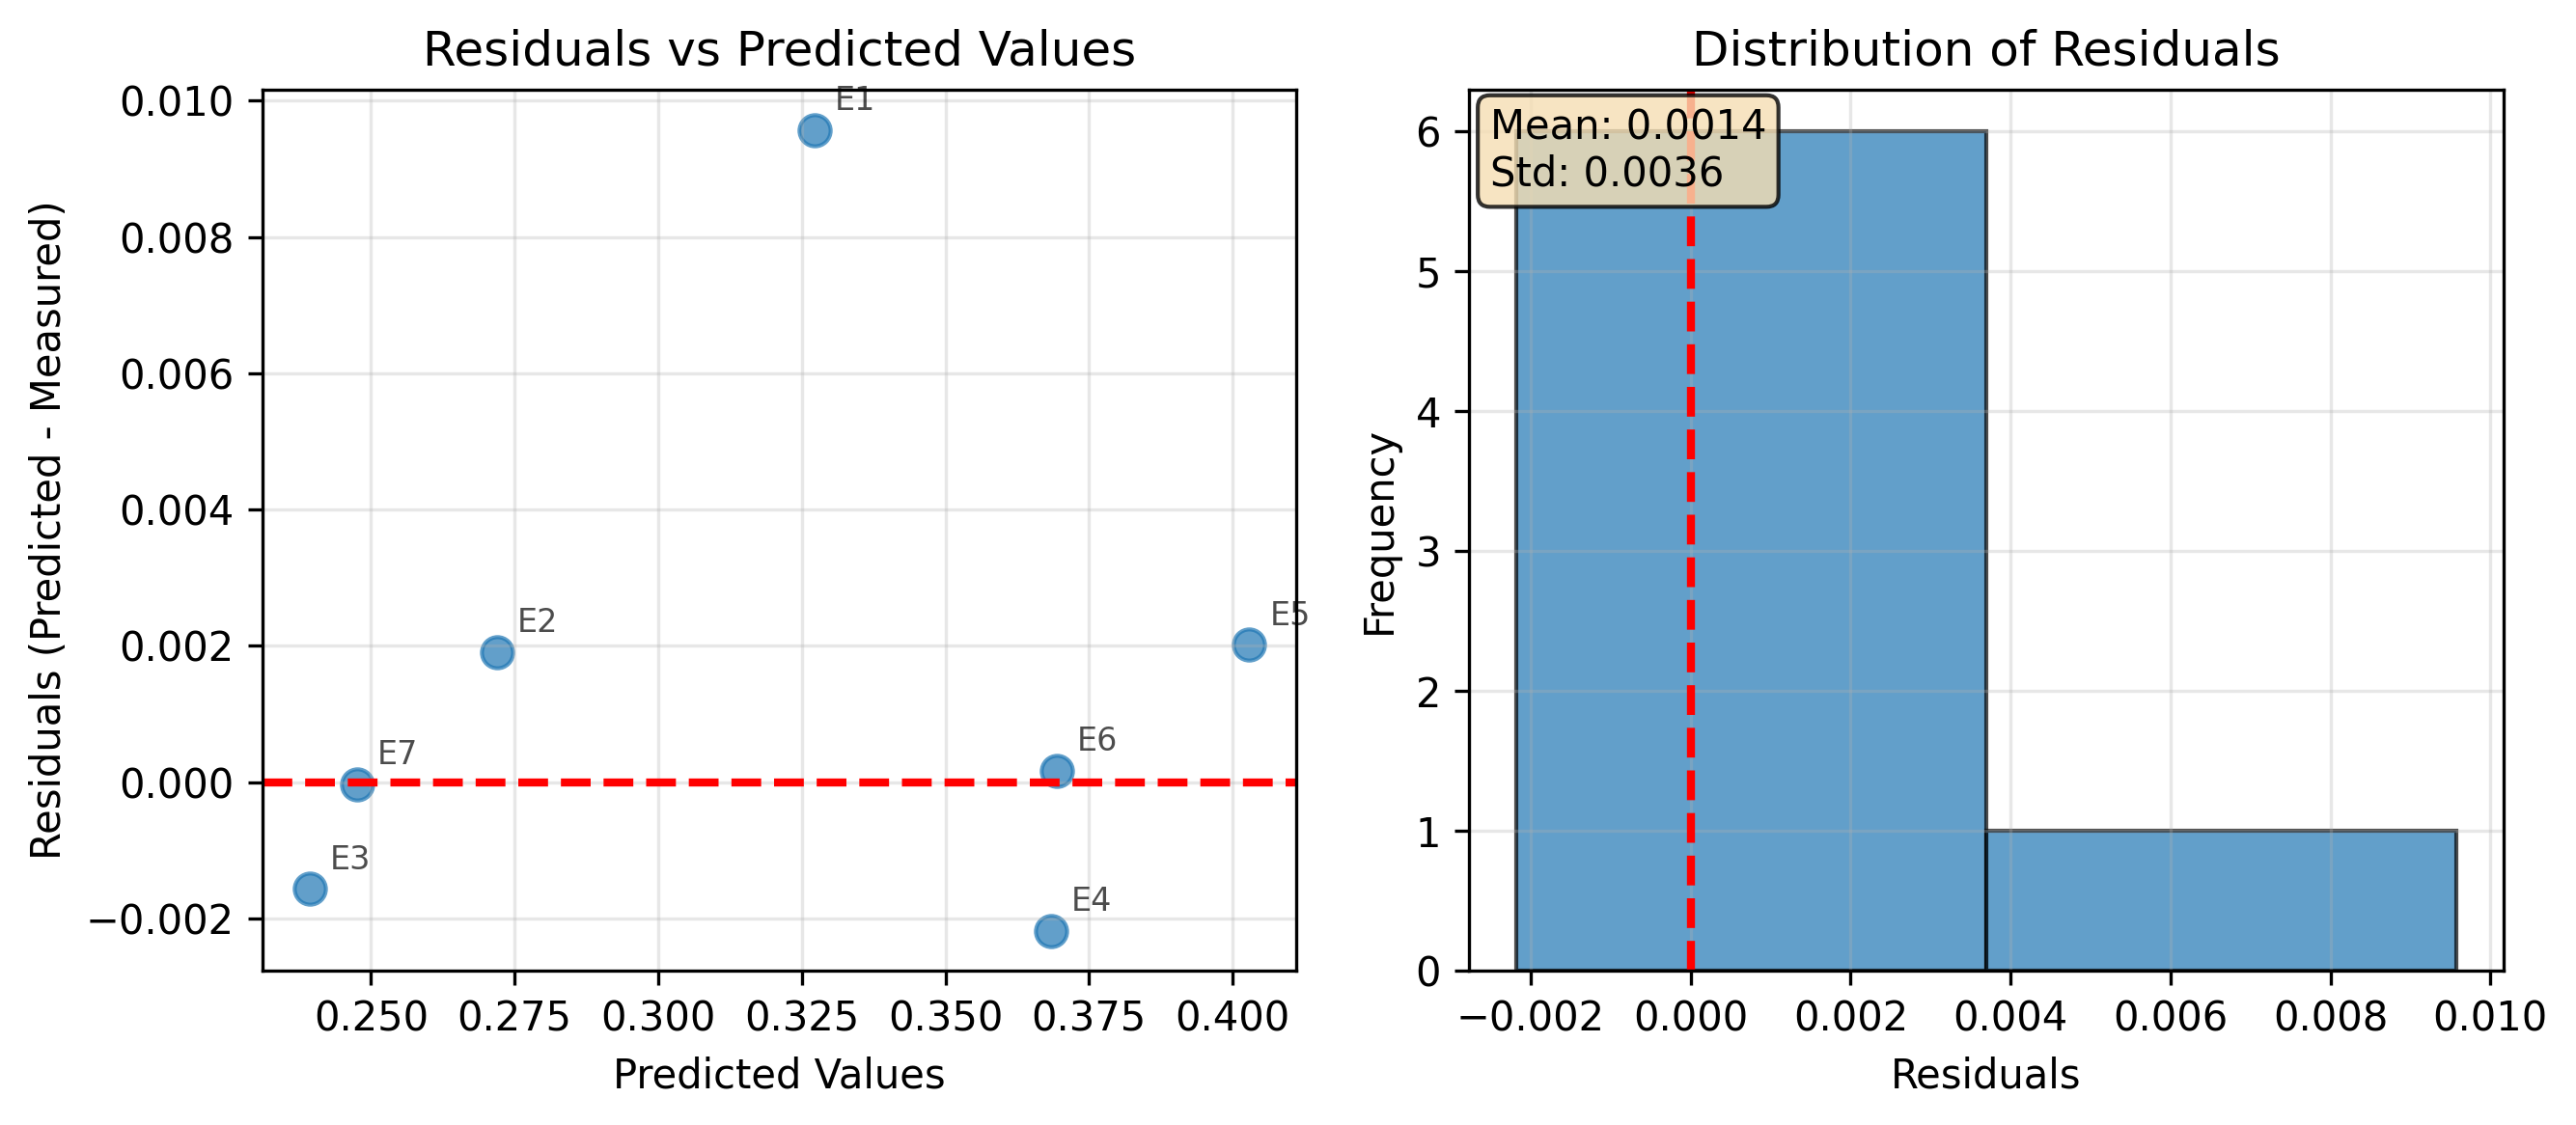 Residuals vs Predicted Values
Residuals (Predicted - Measured)
0.010
0.008
0.006
0.004
0.002
0.000
−0.002
E1
E2
E5
E7
E6
E3
E4
0.250 0.275 0.300 0.325 0.350 0.375 0.400
Predicted Values
Distribution of Residuals
Mean: 0.0014
Std: 0.0036
Frequency
6
5
4
3
2
1
0
−0.002 0.000 0.002 0.004 0.006 0.008 0.010
Residuals